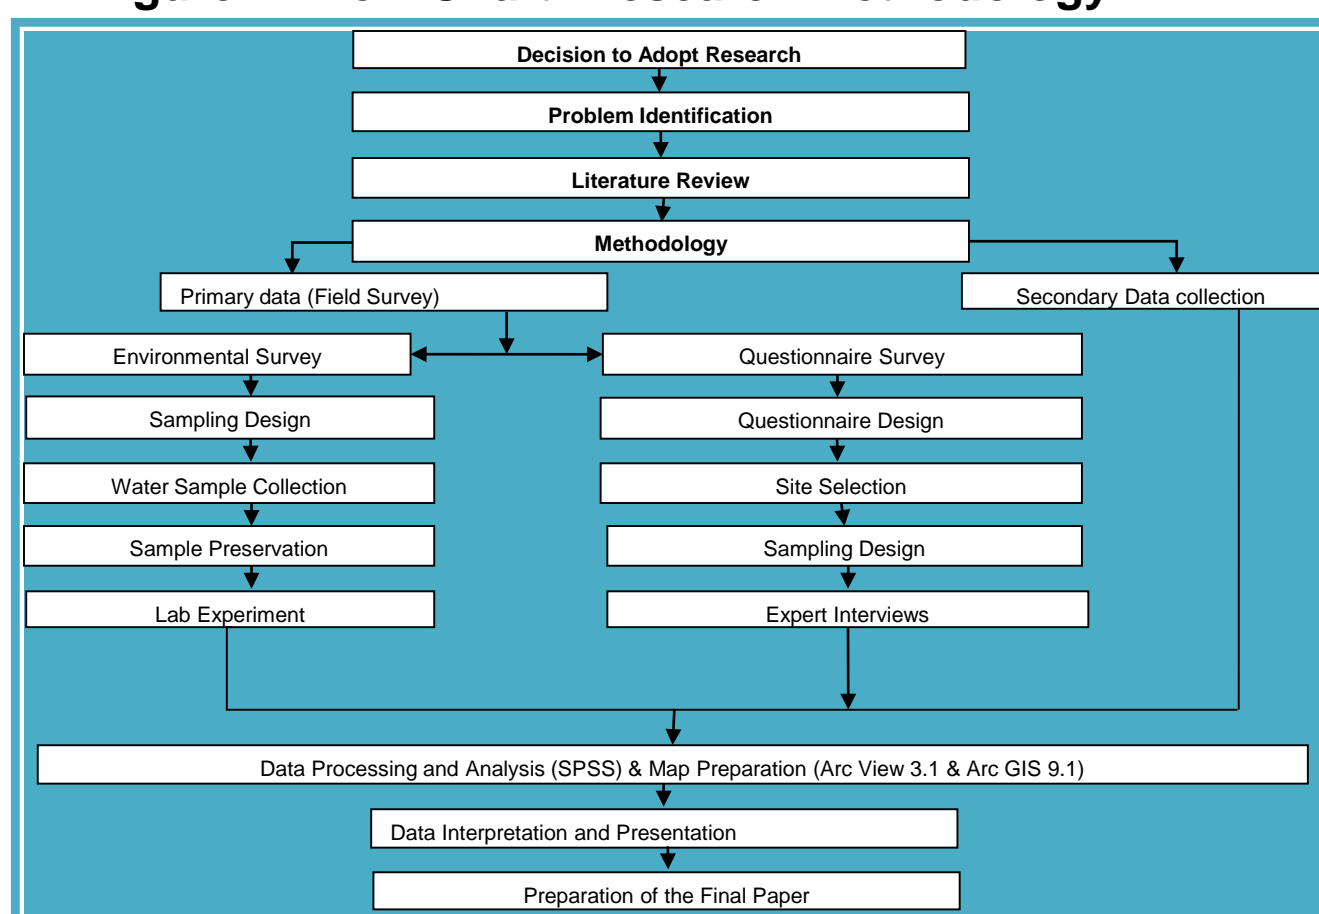 Decision to Adopt Research
Problem Identification
Literature Review
Methodology
Primary data (Field Survey)
Secondary Data collection
Environmental Survey
Questionnaire Survey
Sampling Design
Questionnaire Design
Water Sample Collection
Site Selection
Sample Preservation
Sampling Design
Lab Experiment
Expert Interviews
Data Processing and Analysis (SPSS) & Map Preparation (Arc View 3.1 & Arc GIS 9.1)
Data Interpretation and Presentation
Preparation of the Final Paper